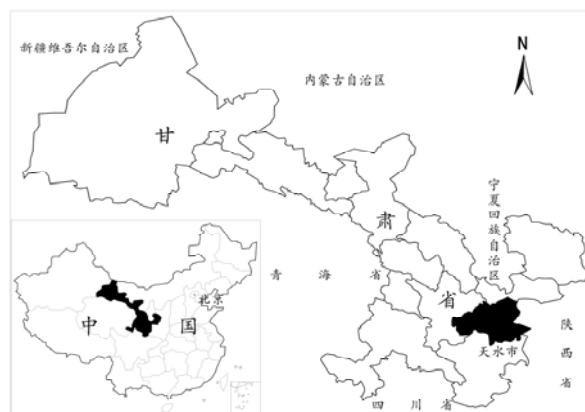 新疆维吾尔自治区
内蒙古自治区
N
甘
肃
省
宁夏回族自治区
青海省
陕西省
四川省
天水市
北京
中国